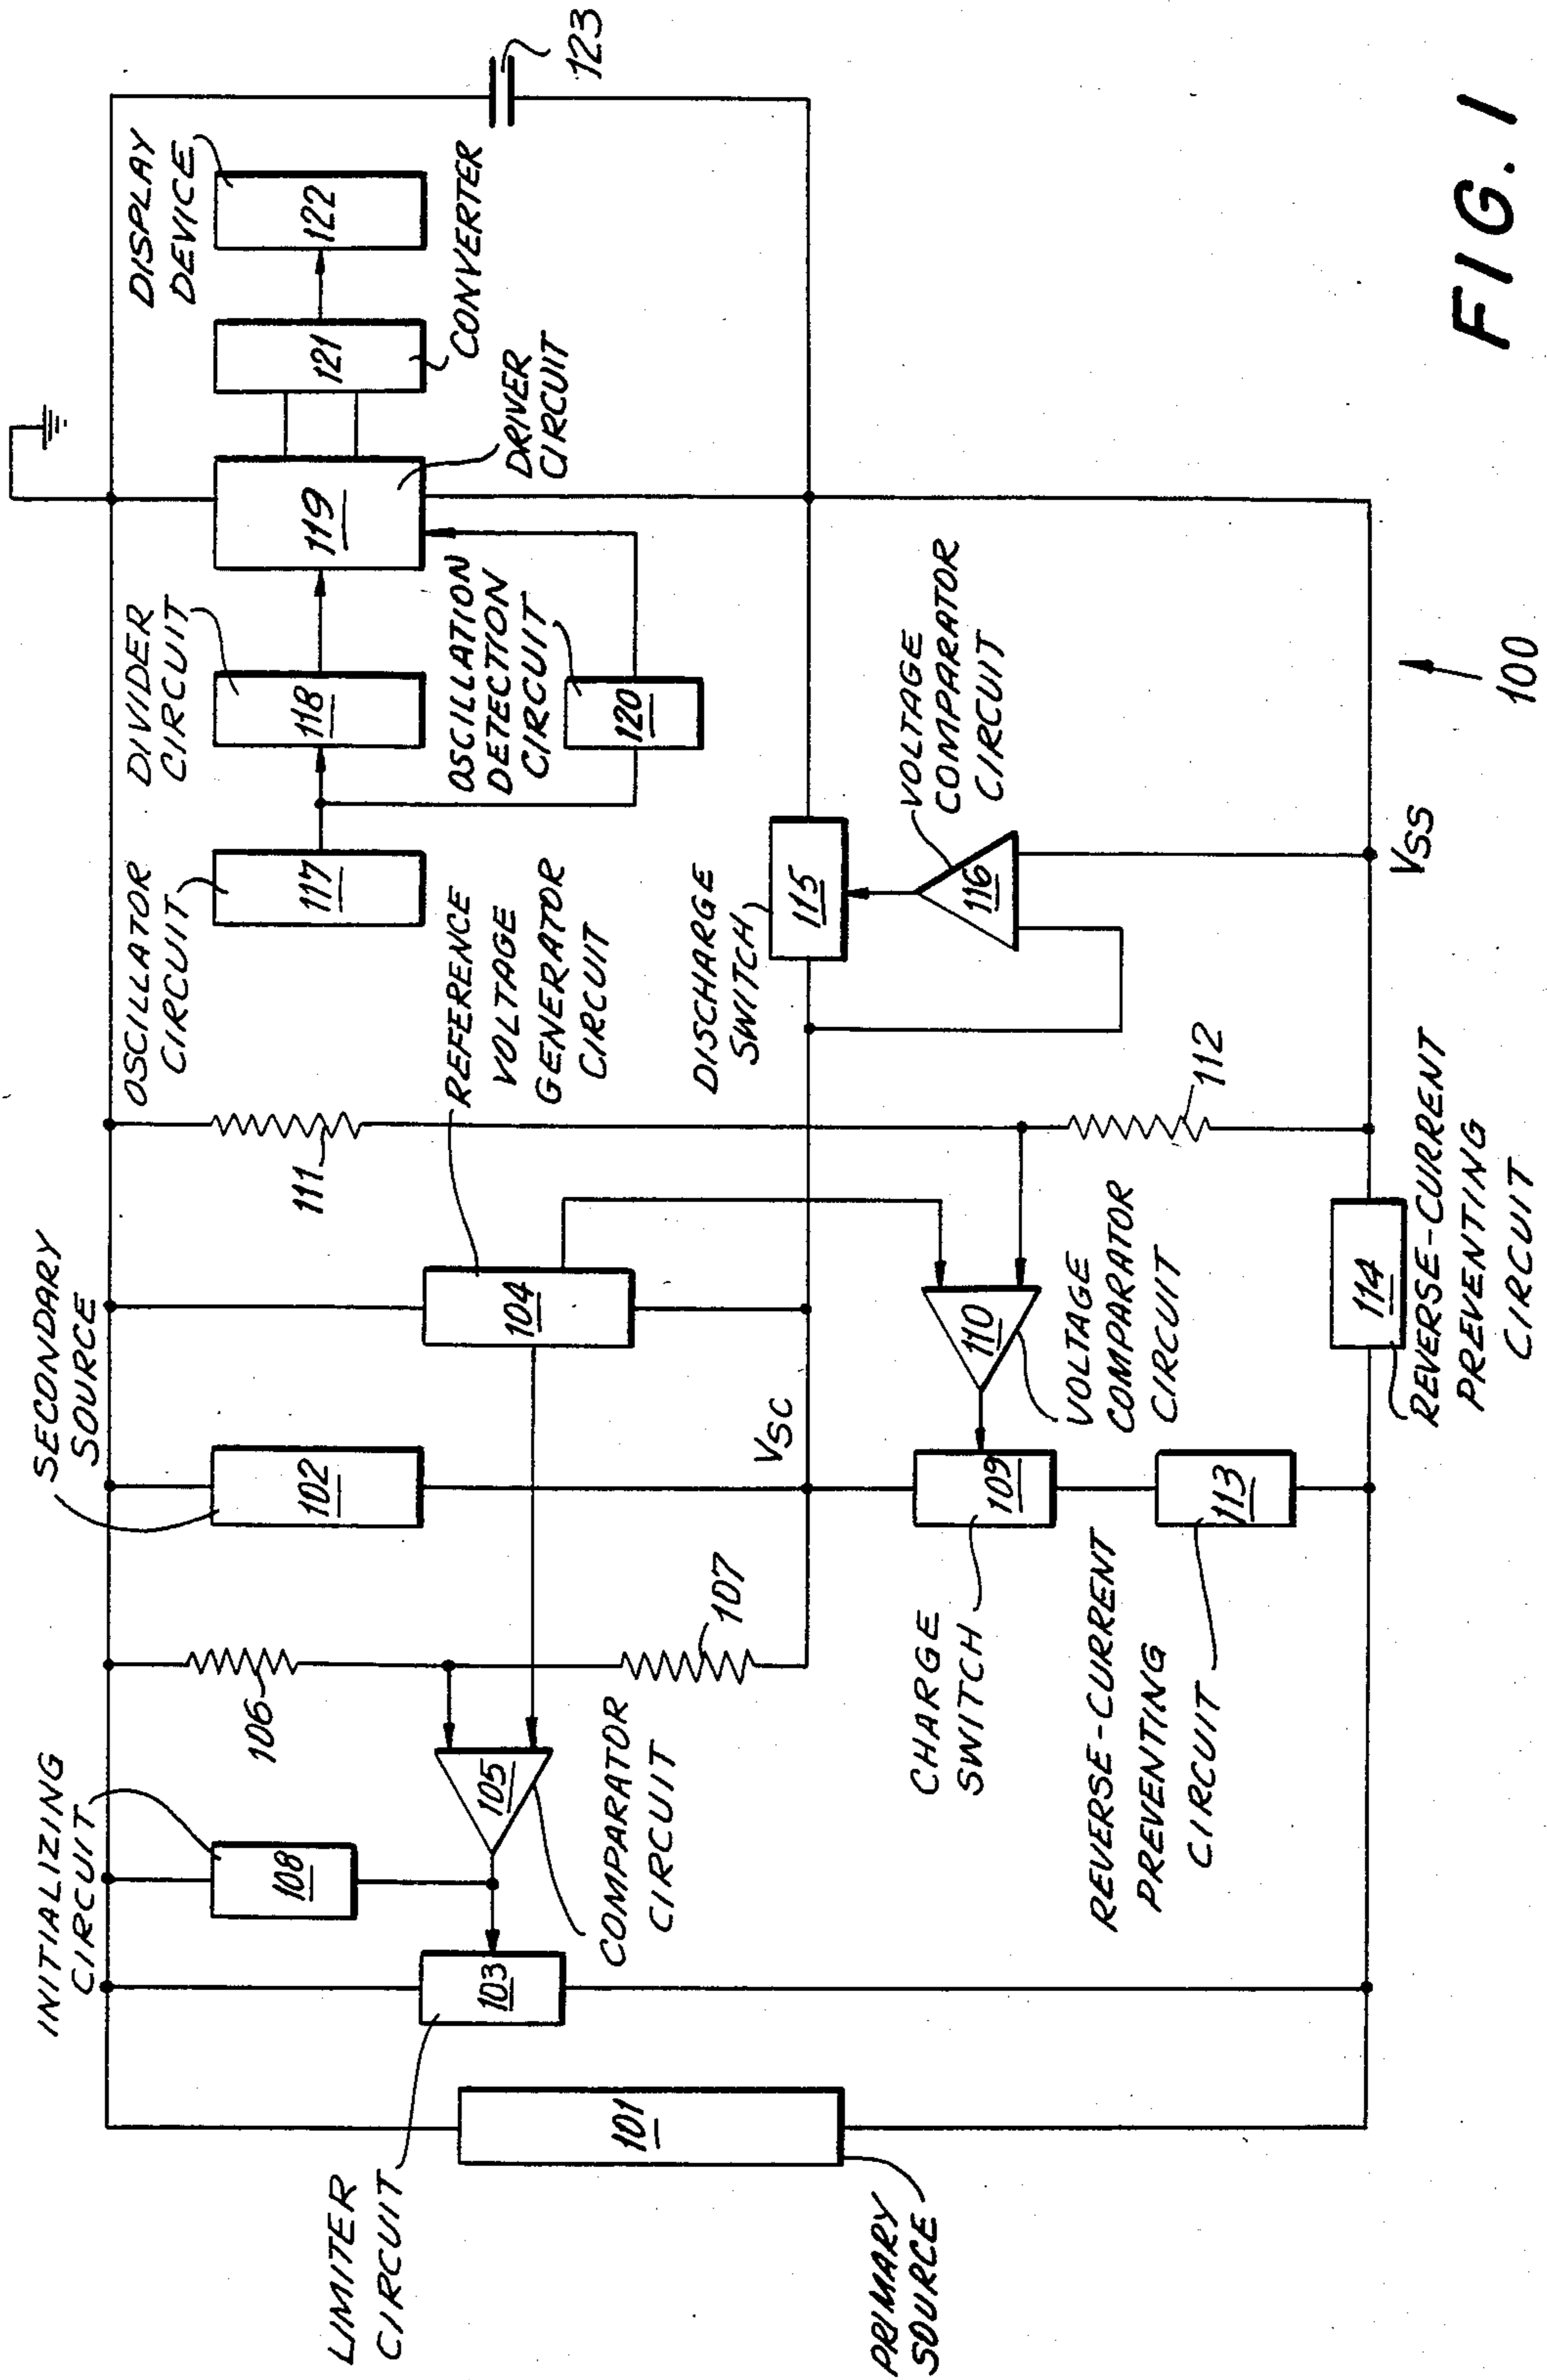 INITIALIZING
CIRCUIT
108
LIMITER
CIRCUIT
103
PRIMARY
SOURCE
101
105
COMPARATOR
CIRCUIT
106
107
SECONDARY
SOURCE
102
VSC
104
REFERENCE
VOLTAGE
GENERATOR
CIRCUIT
111
112
CHARGE
SWITCH
109
110
VOLTAGE
COMPARATOR
CIRCUIT
REVERSE-CURRENT
PREVENTING
CIRCUIT
113
114
REVERSE-CURRENT
PREVENTING
CIRCUIT
OSCILLATOR
CIRCUIT
117
DIVIDER
CIRCUIT
118
OSCILLATION
DETECTION
CIRCUIT
120
119
DRIVER
CIRCUIT
121
CONVERTER
DISPLAY
DEVICE
122
123
DISCHARGE
SWITCH
115
116
VOLTAGE
COMPARATOR
CIRCUIT
VSS
100
FIG. 1